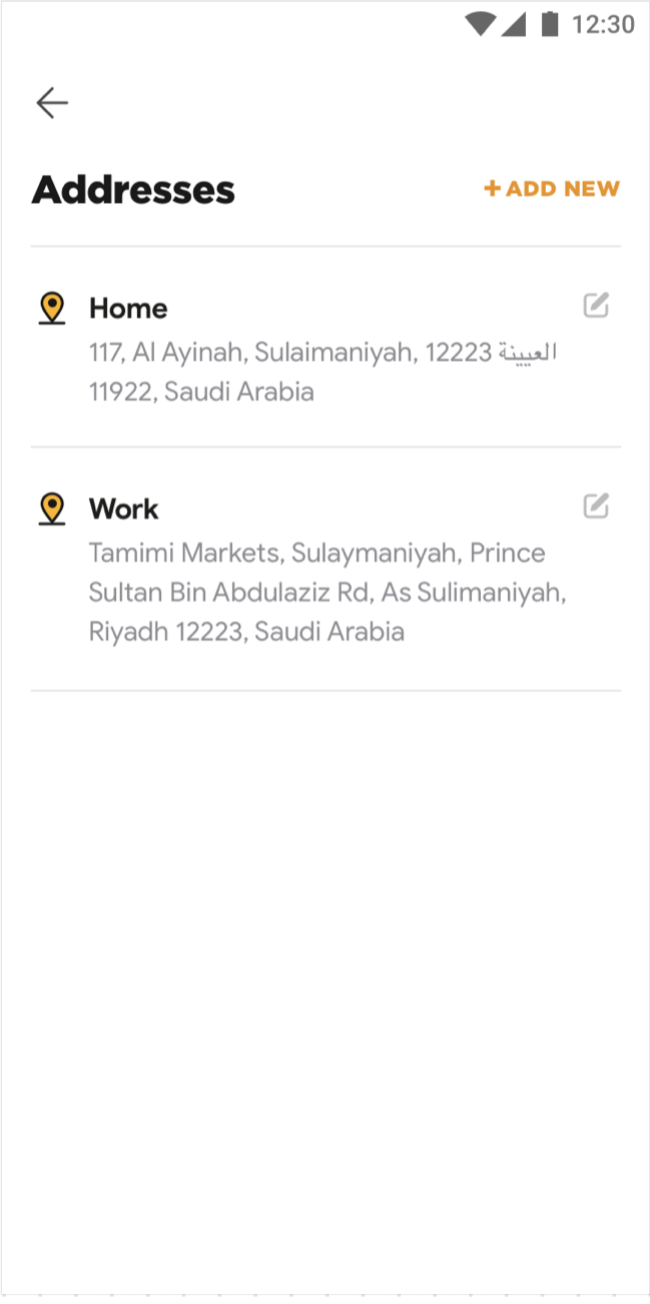 12:30
Addresses
+ ADD NEW
Home
117, Al Ayinah, Sulaimaniyah, 12223 العيينة
11922, Saudi Arabia
Work
Tamimi Markets, Sulaymaniyah, Prince
Sultan Bin Abdulaziz Rd, As Sulimaniyah,
Riyadh 12223, Saudi Arabia